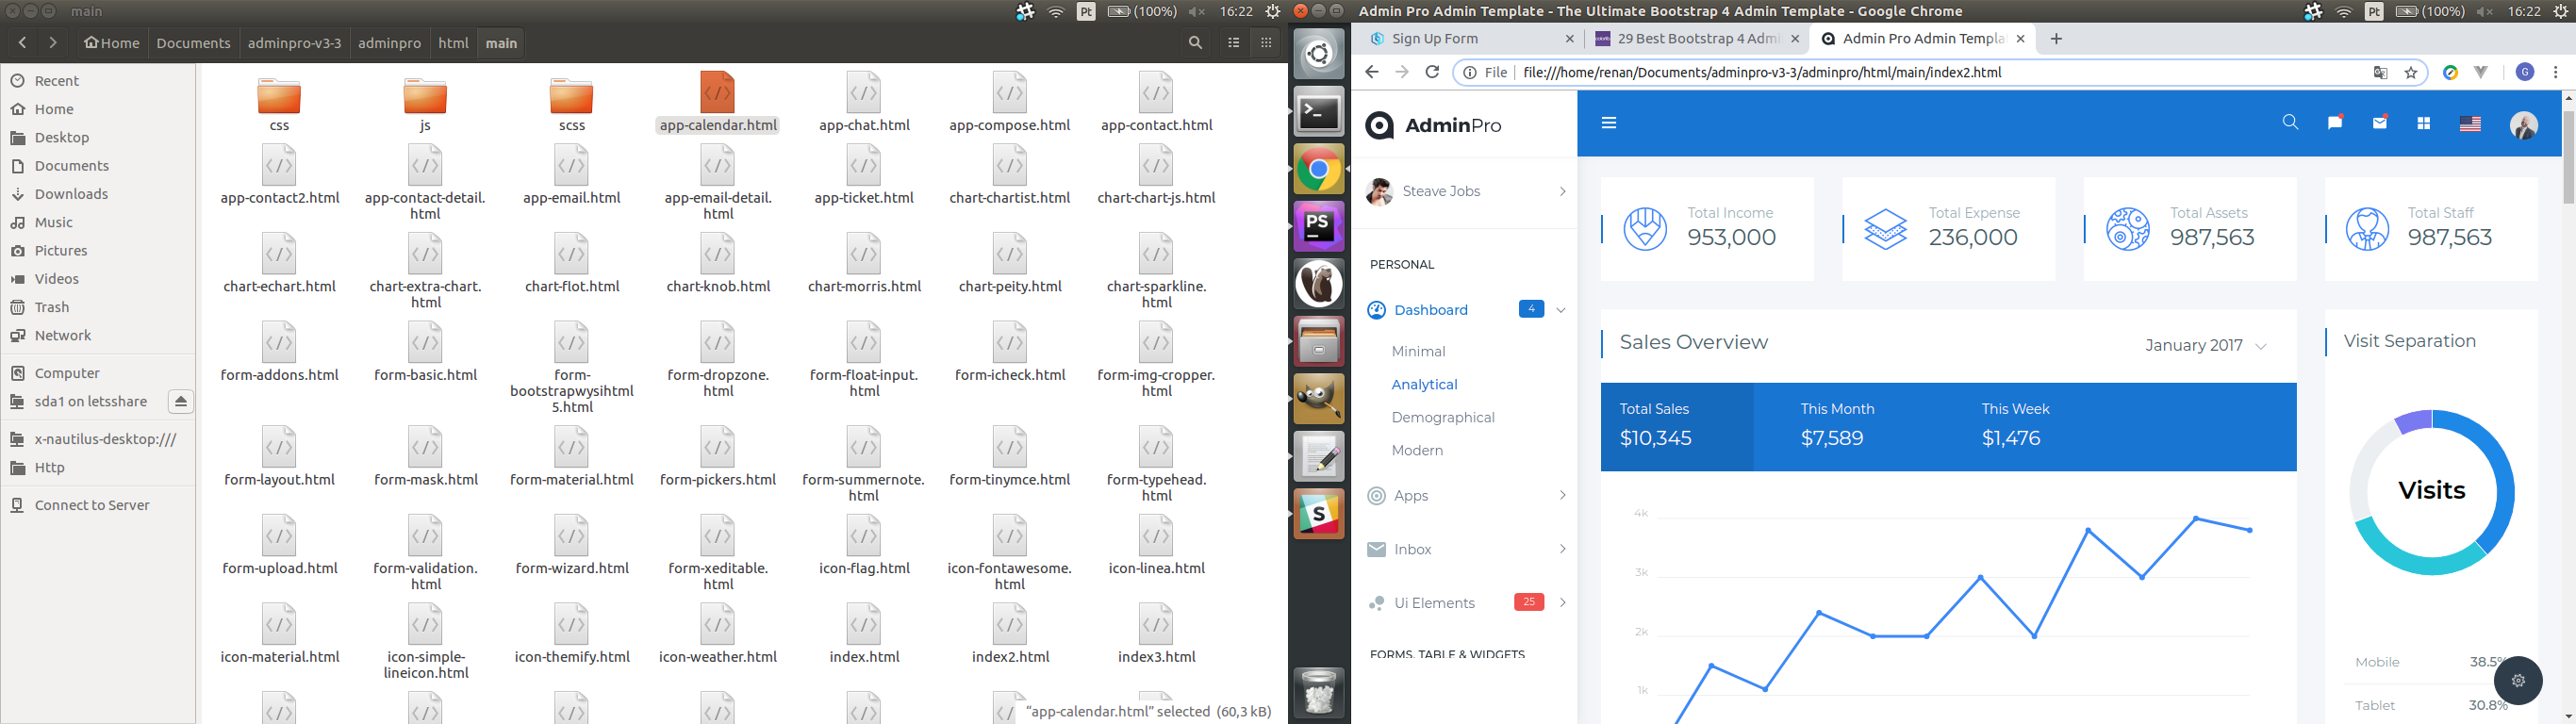 main
Pt
(100%)
16:22
Home
Documents
adminpro-v3-3
adminpro
html
main
Recent
Home
Desktop
Documents
Downloads
Music
Pictures
Videos
Trash
Network
Computer
sda1 on letsshare
x-nautilus-desktop:///
Http
Connect to Server
css
js
scss
app-calendar.html
app-chat.html
app-compose.html
app-contact.html
app-contact2.html
app-contact-detail.
html
app-email.html
app-email-detail.
html
app-ticket.html
chart-chartist.html
chart-chart-js.html
chart-echart.html
chart-extra-chart.
html
chart-flot.html
chart-knob.html
chart-morris.html
chart-peity.html
chart-sparkline.
html
form-addons.html
form-basic.html
form-
bootstrapwysihtml
5.html
form-dropzone.
html
form-float-input.
html
form-icheck.html
form-img-cropper.
html
form-layout.html
form-mask.html
form-material.html
form-pickers.html
form-summernote.
html
form-tinymce.html
form-typehead.
html
form-upload.html
form-validation.
html
form-wizard.html
form-xeditable.
html
icon-flag.html
icon-fontawesome.
html
icon-linea.html
icon-material.html
icon-simple-
lineicon.html
icon-themify.html
icon-weather.html
index.html
index2.html
index3.html
“app-calendar.html” selected (60,3 kB)
PS
S
Admin Pro Admin Template - The Ultimate Bootstrap 4 Admin Template - Google Chrome
Pt
(100%)
16:22
Sign Up Form
29 Best Bootstrap 4 Admi
Admin Pro Admin Templa
File
file:///home/renan/Documents/adminpro-v3-3/adminpro/html/main/index2.html
G
AdminPro
Steave Jobs
PERSONAL
Dashboard
4
Minimal
Analytical
Demographical
Modern
Apps
Inbox
Ui Elements
25
FORMS, TABLE & WIDGETS
Total Income
953,000
Total Expense
236,000
Total Assets
987,563
Total Staff
987,563
Sales Overview
January 2017
Total Sales
$10,345
This Month
$7,589
This Week
$1,476
4k
3k
2k
1k
Visit Separation
Visits
Mobile
38.5%
Tablet
30.8%